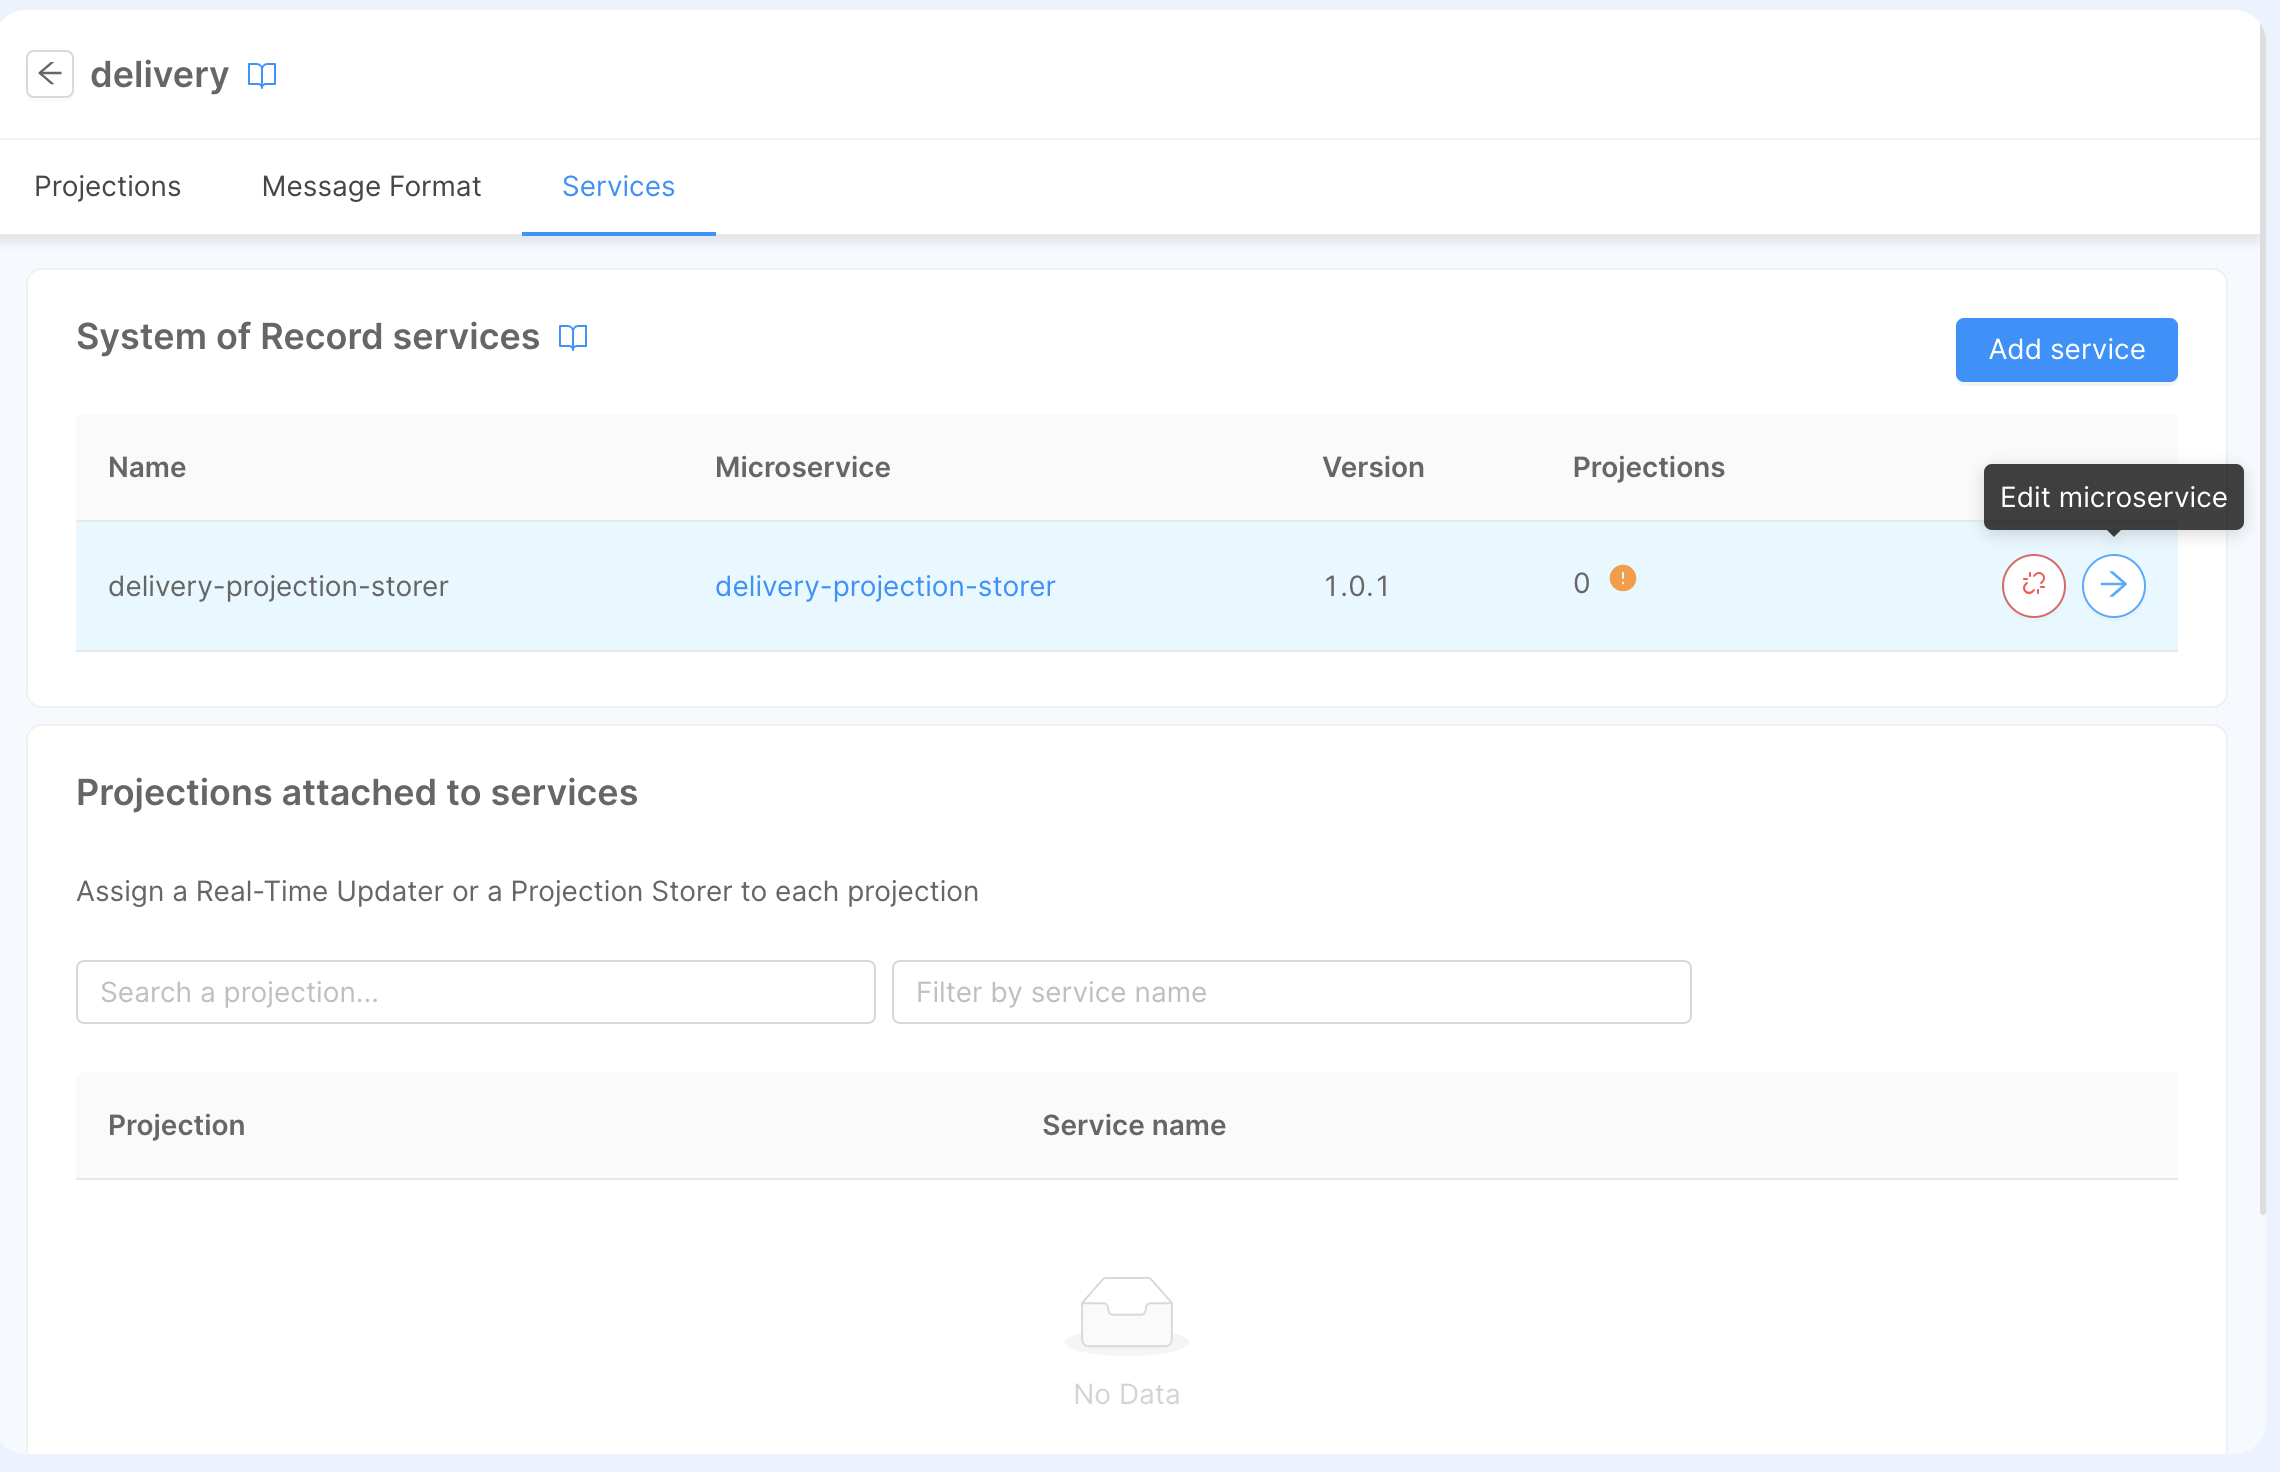 delivery
Projections Message Format Services
System of Record services
Add service
Name Microservice Version Projections
Edit microservice
delivery-projection-storer delivery-projection-storer 1.0.1 0
Projections attached to services
Assign a Real-Time Updater or a Projection Storer to each projection
Search a projection... Filter by service name
Projection Service name
No Data